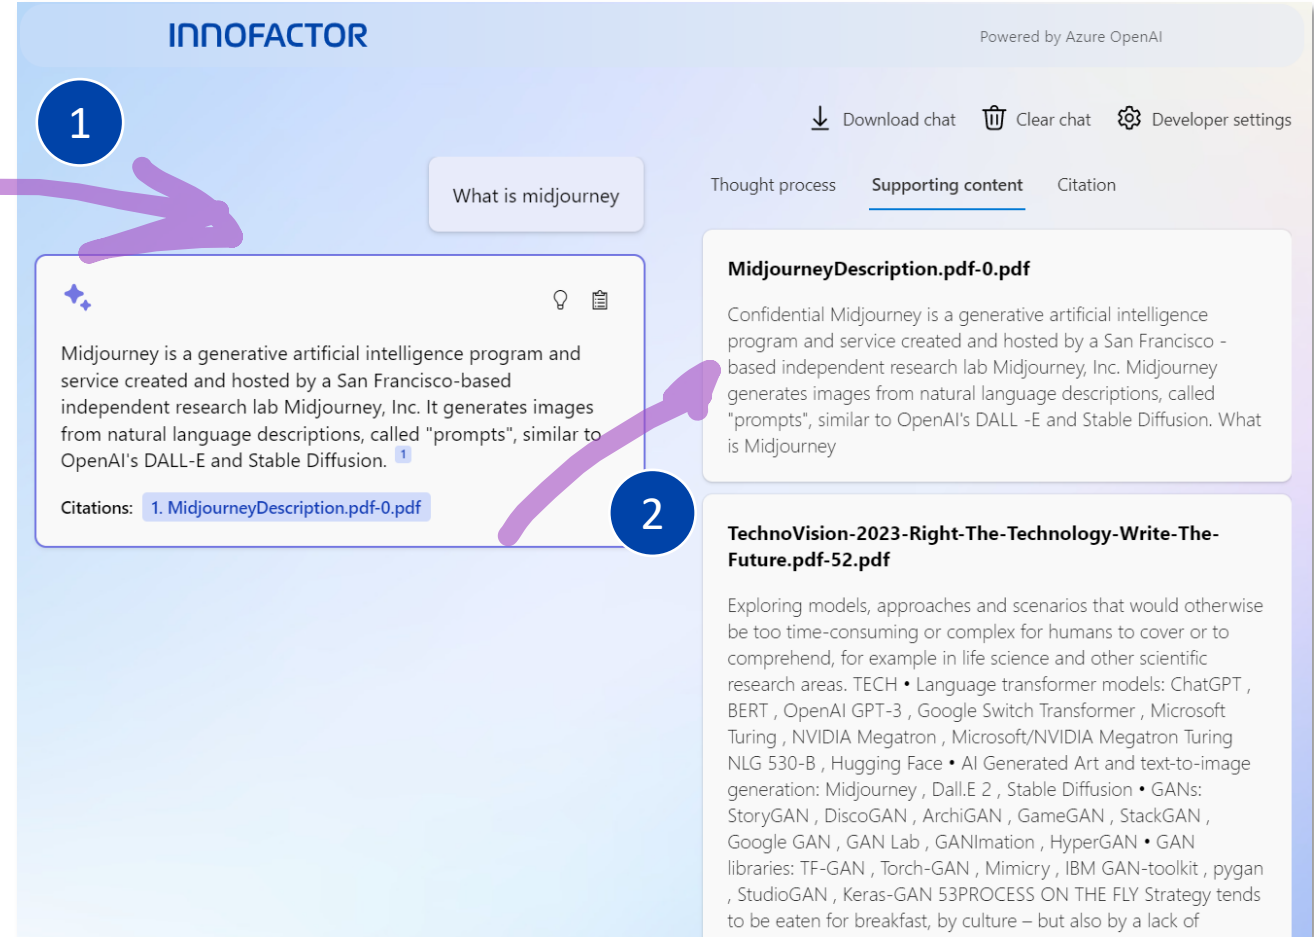 INNOFACTOR
Powered by Azure OpenAI
1
Download chat
Clear chat
Developer settings
What is midjourney
Midjourney is a generative artificial intelligence program and
service created and hosted by a San Francisco-based
independent research lab Midjourney, Inc. It generates images
from natural language descriptions, called "prompts", similar to
OpenAI's DALL-E and Stable Diffusion. 1
Citations: 1. MidjourneyDescription.pdf-0.pdf
2
Thought process
Supporting content
Citation
MidjourneyDescription.pdf-0.pdf
Confidential Midjourney is a generative artificial intelligence
program and service created and hosted by a San Francisco -
based independent research lab Midjourney, Inc. Midjourney
generates images from natural language descriptions, called
"prompts", similar to OpenAI's DALL -E and Stable Diffusion. What
is Midjourney
TechnoVision-2023-Right-The-Technology-Write-The-
Future.pdf-52.pdf
Exploring models, approaches and scenarios that would otherwise
be too time-consuming or complex for humans to cover or to
comprehend, for example in life science and other scientific
research areas. TECH • Language transformer models: ChatGPT ,
BERT , OpenAI GPT-3 , Google Switch Transformer , Microsoft
Turing , NVIDIA Megatron , Microsoft/NVIDIA Megatron Turing
NLG 530-B , Hugging Face • AI Generated Art and text-to-image
generation: Midjourney , Dall.E 2 , Stable Diffusion • GANs:
StoryGAN , DiscoGAN , ArchiGAN , GameGAN , StackGAN ,
Google GAN , GAN Lab , GANImation , HyperGAN • GAN
libraries: TF-GAN , Torch-GAN , Mimicry , IBM GAN-toolkit , pygan
, StudioGAN , Keras-GAN 53PROCESS ON THE FLY Strategy tends
to be eaten for breakfast, by culture – but also by a lack of